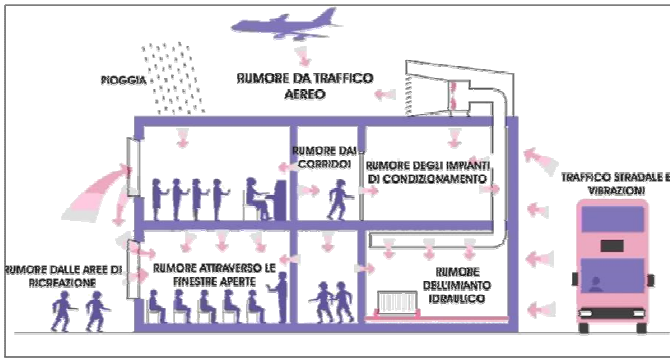 PIOGGIA
RUMORE DA TRAFFICO
AEREO
RUMORE DAI
CORRIDOI
RUMORE DEGLI IMPIANTI
DI CONDIZIONAMENTO
TRAFFICO STRADALE E
VIBRAZIONI
RUMORE DALLE AREE DI
RICREAZIONE
RUMORE ATTRAVERSO LE
FINESTRE APERTE
RUMORE
DELL'IMIANTO
IDRAULICO